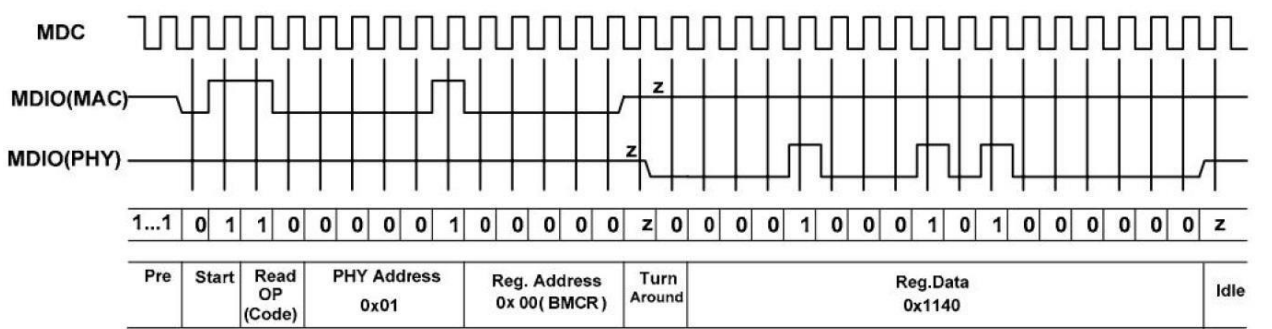 MDC
MDIO(MAC)
z
MDIO(PHY)
z
1...1 0 1 1 0 0 0 0 0 1 0 0 0 0 0 z 0 0 0 0 1 0 0 0 1 0 1 0 0 0 0 0 0 z
Pre
Start
Read
OP
(Code)
PHY Address
0x01
Reg. Address
0x 00( BMCR )
Turn
Around
Reg.Data
0x1140
Idle